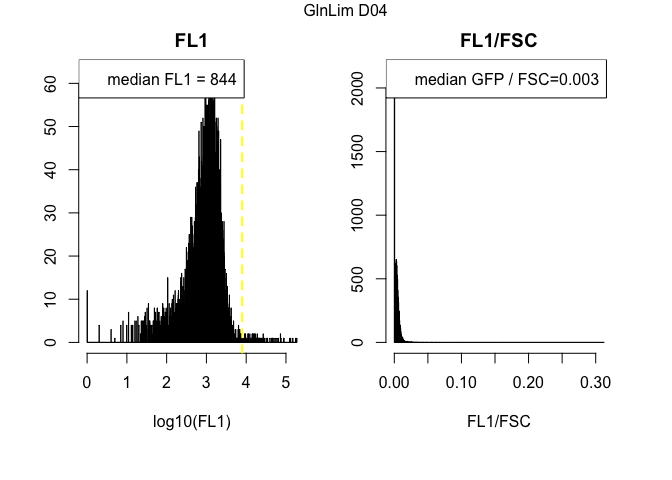 GlnLim D04
FL1
median FL1 = 844
0 10 20 30 40 50 60
0 1 2 3 4 5
log10(FL1)
FL1/FSC
median GFP / FSC=0.003
0 500 1000 1500 2000
0.00 0.10 0.20 0.30
FL1/FSC